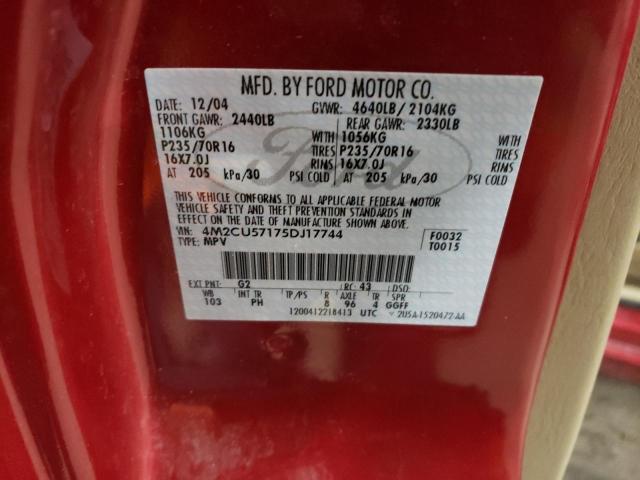 MFD. BY FORD MOTOR CO.
DATE: 12/04 GVWR: 4640LB/ 2104KG
FRONT GAWR: 2440LB REAR GAWR: 2330LB
1106KG WITH 1056KG WITH
P235/70R16 TIRES P235/70R16 TIRES
16X7.0J RIMS 16X7.0J RIMS
AT 205 kPa/30 PSI COLD AT 205 kPa/30 PSI COLD
THIS VEHICLE CONFORMS TO ALL APPLICABLE FEDERAL MOTOR
VEHICLE SAFETY AND THEFT PREVENTION STANDARDS IN
EFFECT ON THE DATE OF MANUFACTURE SHOWN ABOVE.
VIN: 4M2CU57175DJ17744 F0032
TYPE: MPV T0015
EXT PNT: G2 RC: 43 DSO:
WB INT TR TP/PS R AXLE TR SPR
103 PH 8 96 4 GGFF
1200412218413 UTC 2U5A-1520472-AA
Ford